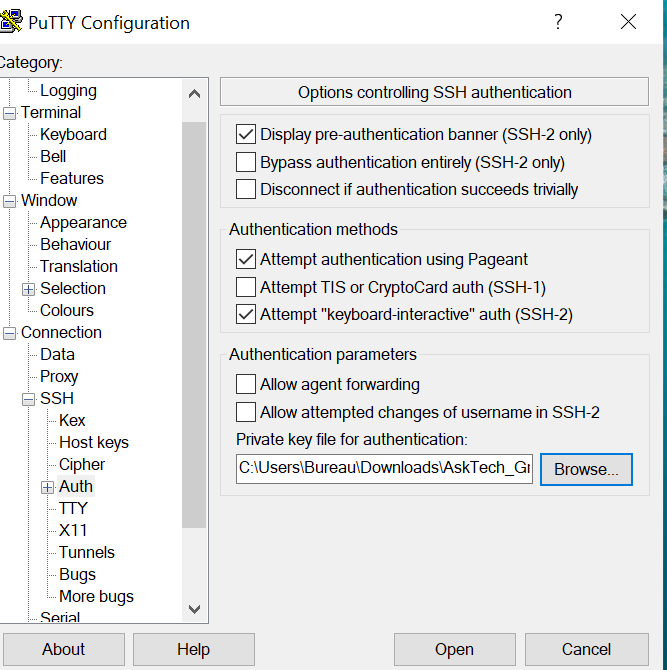 PuTTY Configuration
?
Category:
Logging
Terminal
Keyboard
Bell
Features
Window
Appearance
Behaviour
Translation
Selection
Colours
Connection
Data
Proxy
SSH
Kex
Host keys
Cipher
Auth
TTY
X11
Tunnels
Bugs
More bugs
Serial
Options controlling SSH authentication
Display pre-authentication banner (SSH-2 only)
Bypass authentication entirely (SSH-2 only)
Disconnect if authentication succeeds trivially
Authentication methods
Attempt authentication using Pageant
Attempt TIS or CryptoCard auth (SSH-1)
Attempt "keyboard-interactive" auth (SSH-2)
Authentication parameters
Allow agent forwarding
Allow attempted changes of username in SSH-2
Private key file for authentication:
C:\Users\Bureau\Downloads\AskTech_Gr Browse...
About Help Open Cancel